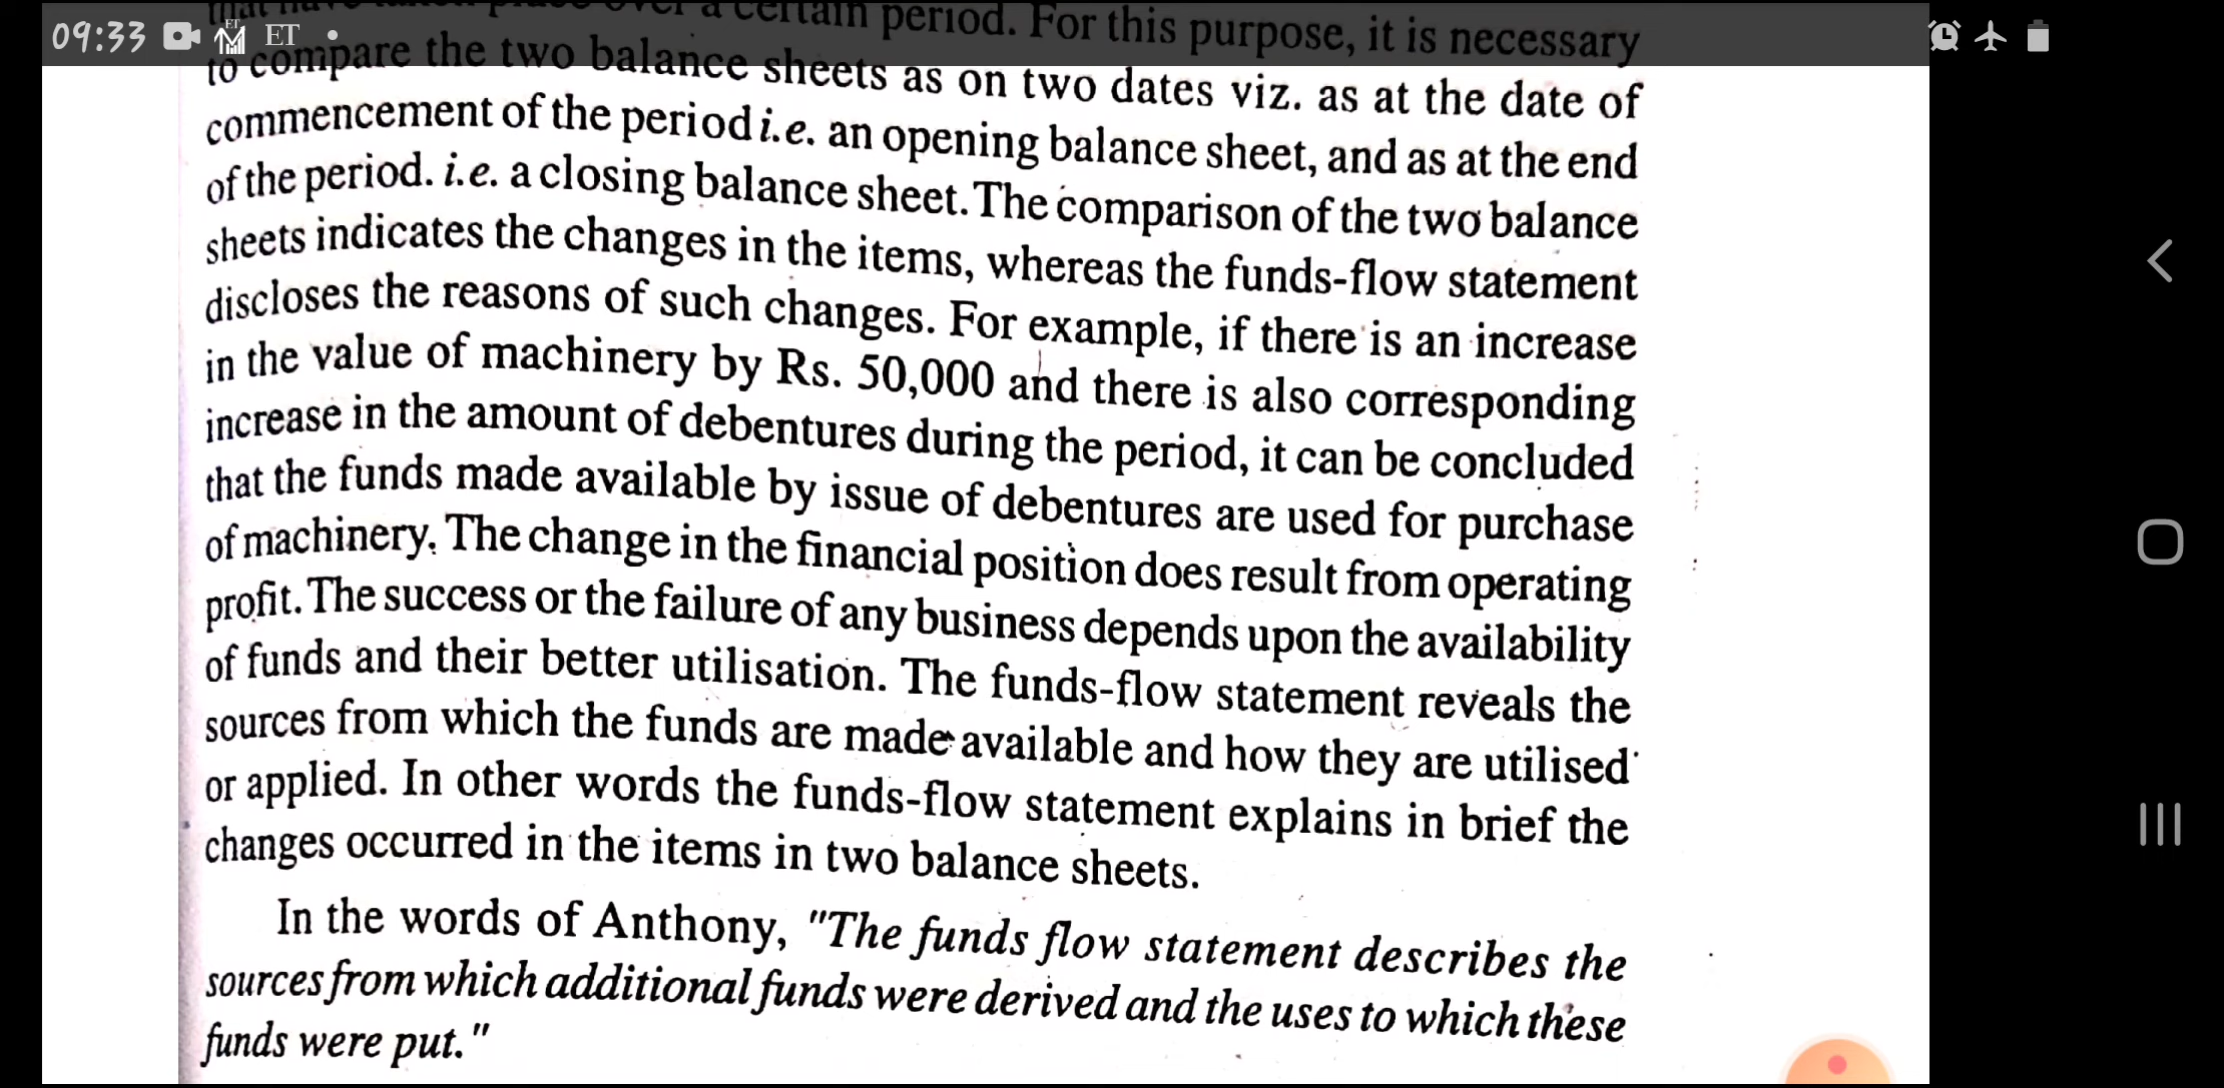 09:33 ET
certain period. For this purpose, it is necessary
to compare the two balance sheets as on two dates viz. as at the date of
commencement of the period i.e. an opening balance sheet, and as at the end
of the period. i.e. a closing balance sheet. The comparison of the two balance
sheets indicates the changes in the items, whereas the funds-flow statement
discloses the reasons of such changes. For example, if there is an increase
in the value of machinery by Rs. 50,000 and there is also corresponding
increase in the amount of debentures during the period, it can be concluded
that the funds made available by issue of debentures are used for purchase
of machinery. The change in the financial position does result from operating
profit. The success or the failure of any business depends upon the availability
of funds and their better utilisation. The funds-flow statement reveals the
sources from which the funds are made available and how they are utilised
or applied. In other words the funds-flow statement explains in brief the
changes occurred in the items in two balance sheets.
In the words of Anthony, "The funds flow statement describes the
sources from which additional funds were derived and the uses to which these
funds were put."